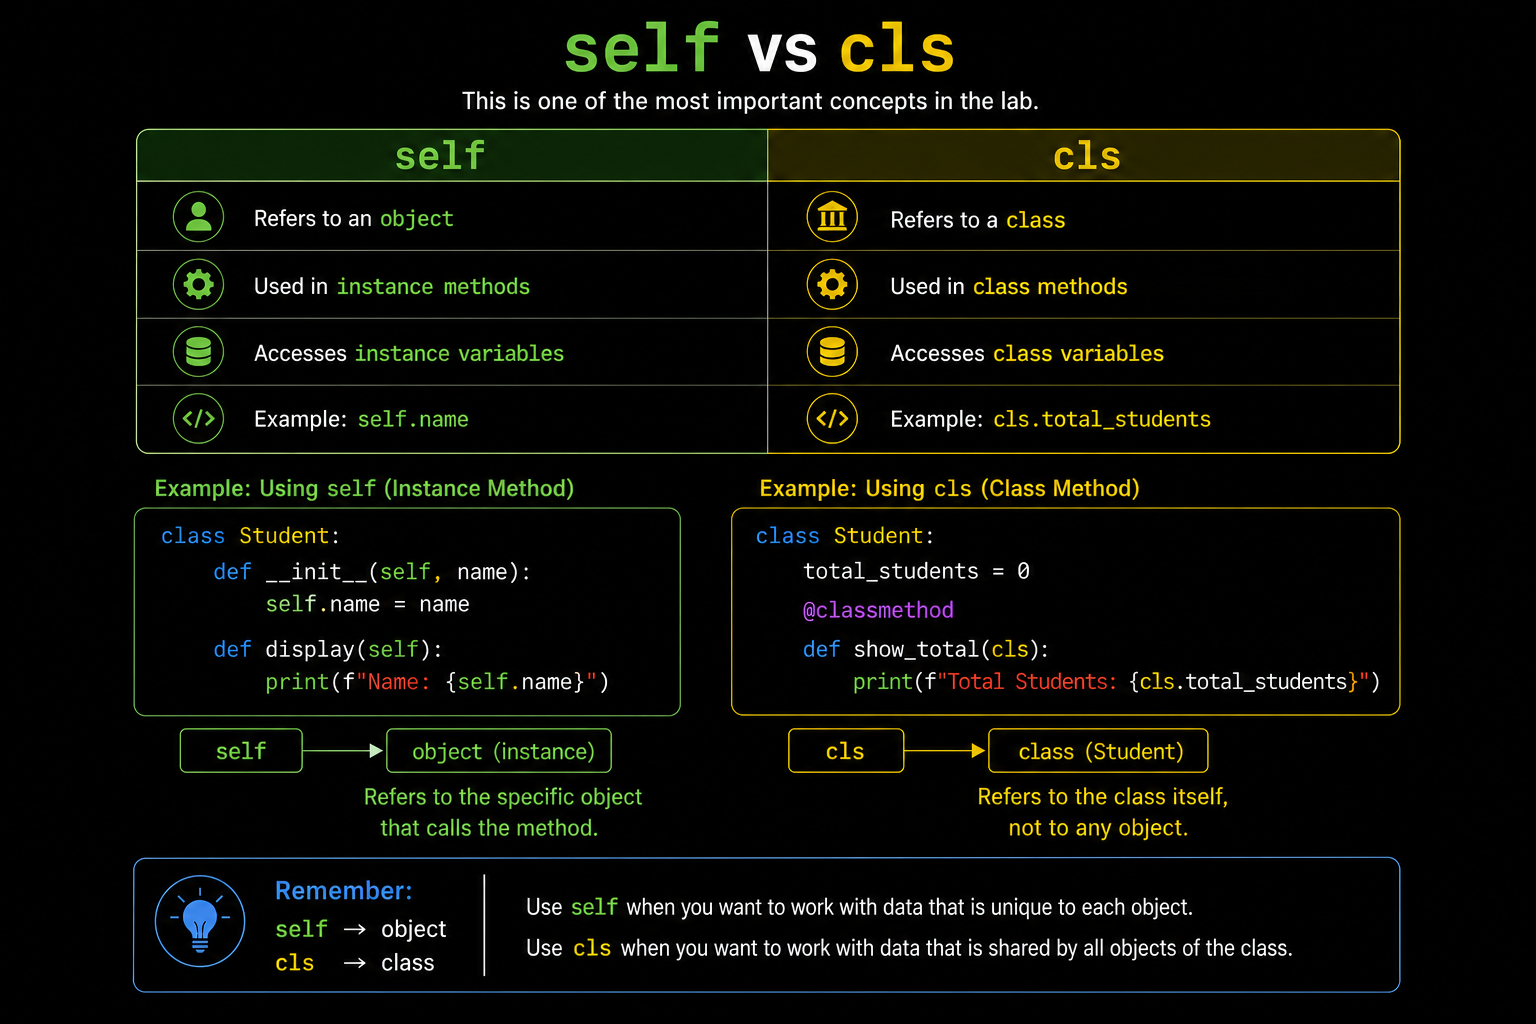 self vs cls
This is one of the most important concepts in the lab.
self
cls
Refers to an object
Refers to a class
Used in instance methods
Used in class methods
Accesses instance variables
Accesses class variables
</> Example: self.name
</> Example: cls.total_students
Example: Using self (Instance Method)
class Student:
def __init__(self, name):
self.name = name
def display(self):
print(f"Name: {self.name}")
self
object (instance)
Refers to the specific object
that calls the method.
Example: Using cls (Class Method)
class Student:
total_students = 0
@classmethod
def show_total(cls):
print(f"Total Students: {cls.total_students}")
cls
class (Student)
Refers to the class itself,
not to any object.
Remember:
self → object
cls → class
Use self when you want to work with data that is unique to each object.
Use cls when you want to work with data that is shared by all objects of the class.